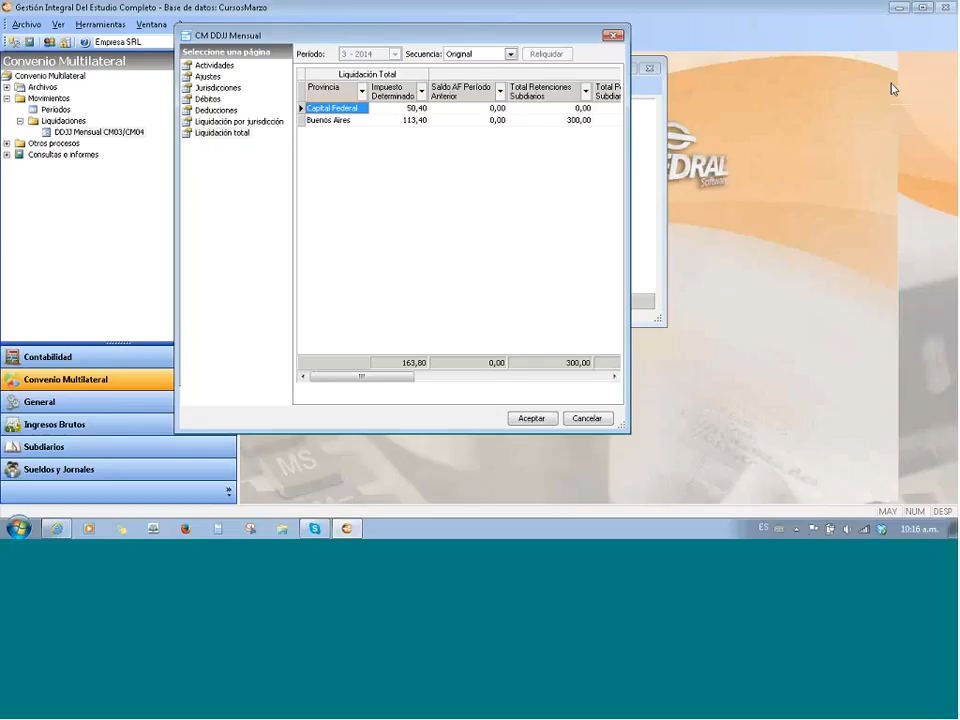 Gestión Integral Del Estudio Completo - Base de datos: CursosMarzo
Archivo Ver Herramientas Ventana
Empresa SRL
Convenio Multilateral
Convenio Multilateral
Archivos
Movimientos
Períodos
Liquidaciones
DDJJ Mensual CM03/CM04
Otros procesos
Consultas e informes
Contabilidad
Convenio Multilateral
General
Ingresos Brutos
Subdiarios
Sueldos y Jornales
CM DDJJ Mensual
Seleccione una página
Actividades
Ajustes
Jurisdicciones
Débitos
Deducciones
Liquidación por jurisdicción
Liquidación total
Período: 3 - 2014 Secuencia: Original Reliquidar
Liquidación Total
Provincia Impuesto Determinado Saldo AF Período Anterior Total Retenciones Subdiarios Total P Subdiar
Capital Federal 50,40 0,00 0,00
Buenos Aires 113,40 0,00 300,00
163,80 0,00 300,00
Aceptar Cancelar
EDRAL
Software
MS
MAY NUM DESP
ES 10:16 a.m.